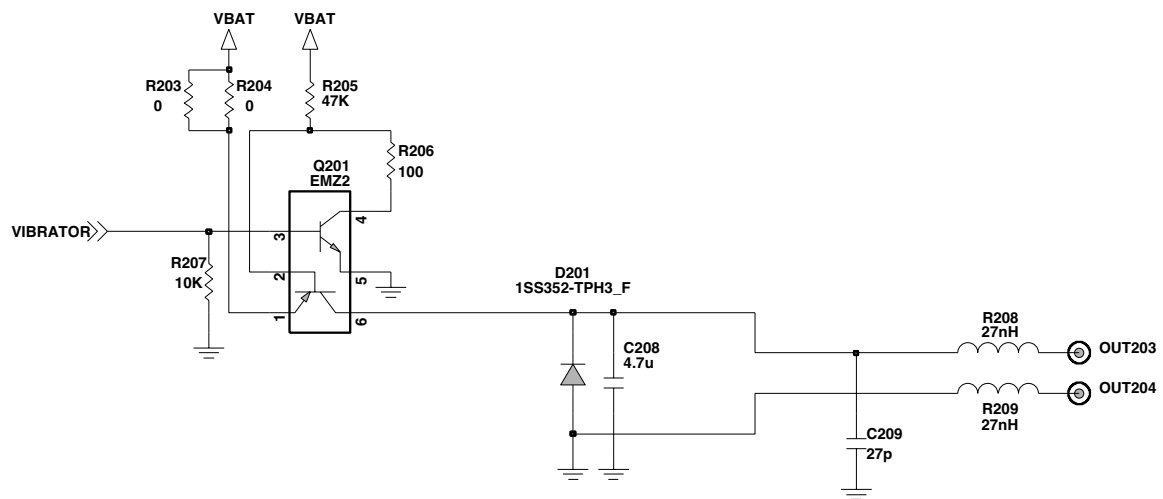 VBAT
VBAT
R203
0
R204
0
R205
47K
R206
100
Q201
EMZ2
VIBRATOR
3
4
2
5
1
6
R207
10K
D201
1SS352-TPH3_F
C208
4.7u
R208
27nH
OUT203
OUT204
R209
27nH
C209
27p